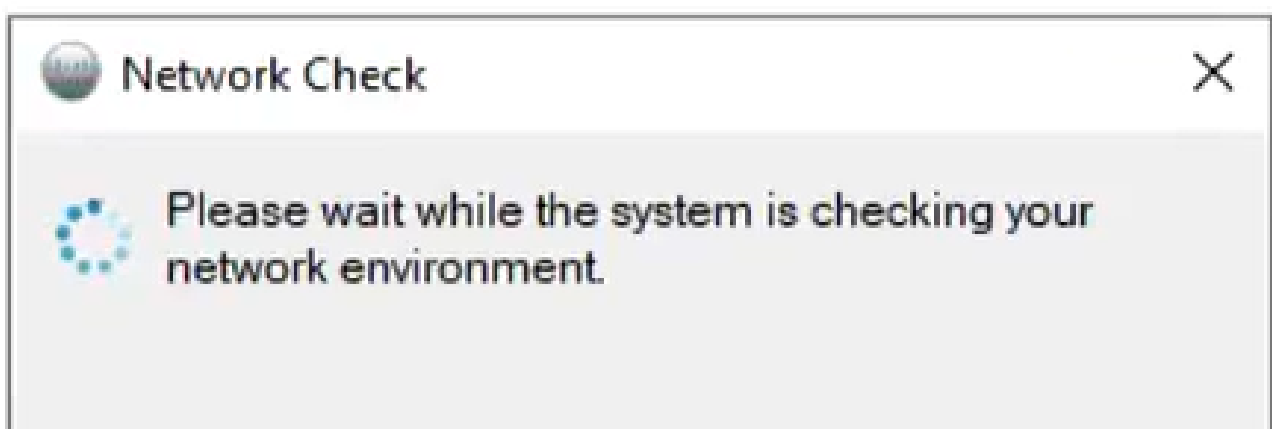 Network Check
Please wait while the system is checking your
network environment.